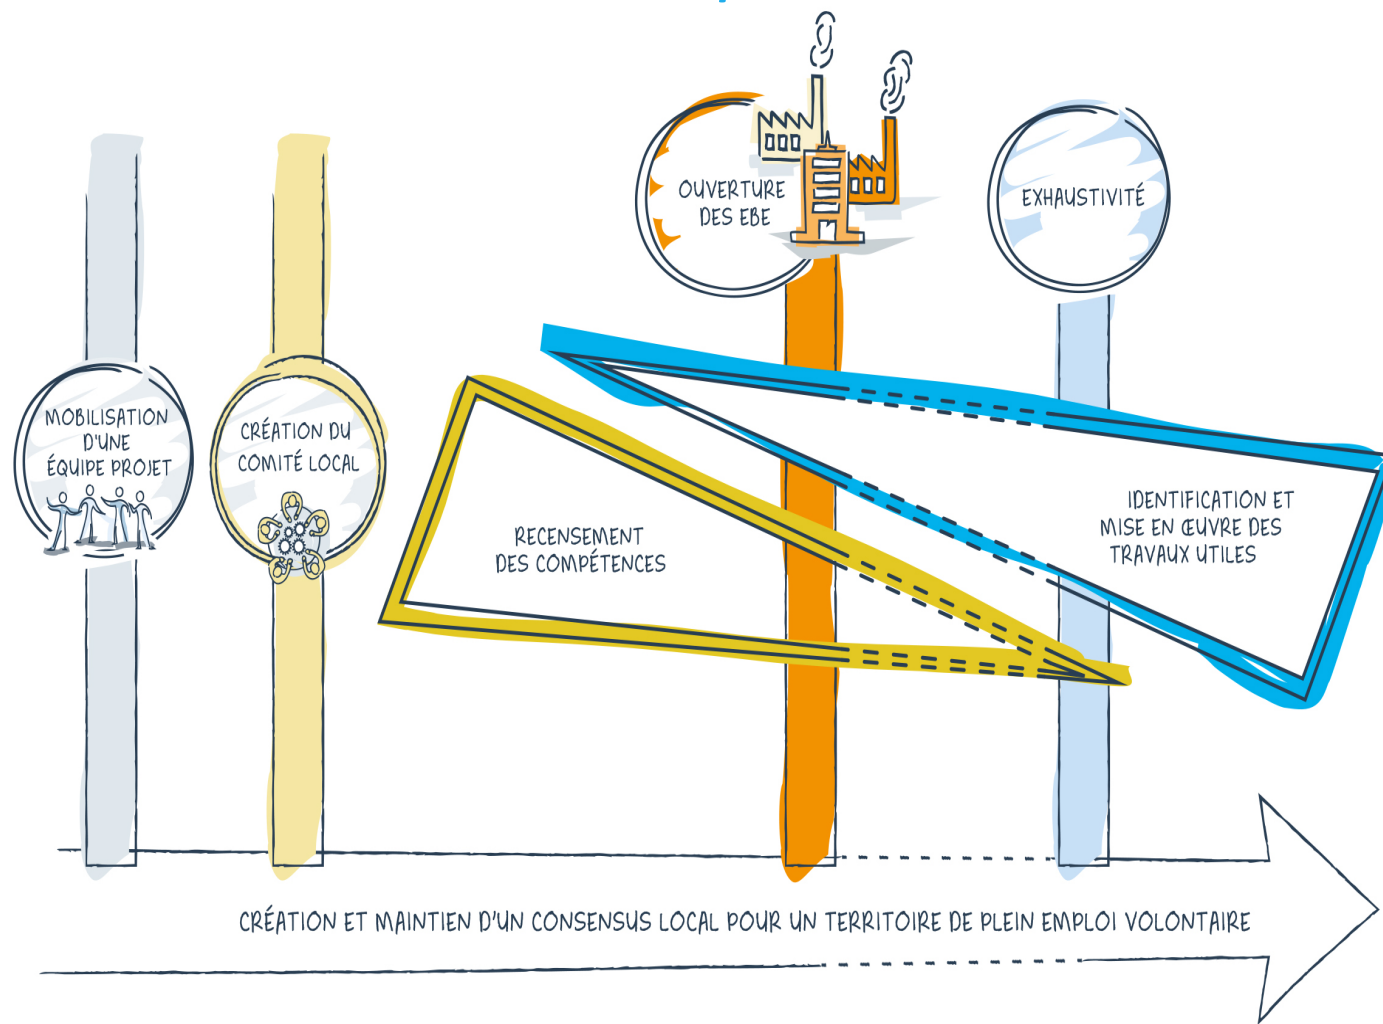 MOBILISATION
D'UNE
ÉQUIPE PROJET
CRÉATION DU
COMITÉ LOCAL
OUVERTURE
DES EBE
EXHAUSTIVITÉ
RECENSEMENT
DES COMPÉTENCES
IDENTIFICATION ET
MISE EN ŒUVRE DES
TRAVAUX UTILES
CRÉATION ET MAINTIEN D'UN CONSENSUS LOCAL POUR UN TERRITOIRE DE PLEIN EMPLOI VOLONTAIRE